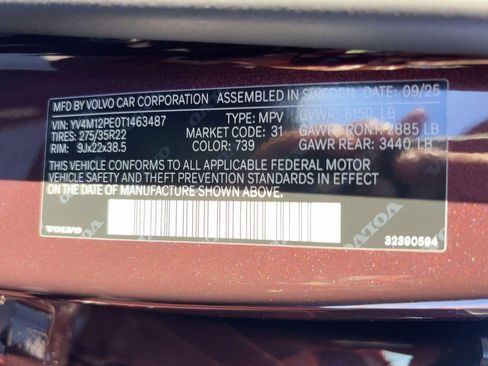 MFD BY VOLVO CAR CORPORATION ASSEMBLED IN SWEDEN DATE: 09/25
VIN: YV4M12PE0T1463487 TYPE: MPV GVWR: 6150 LB
TIRES: 275/35R22 MARKET CODE: 31 GAWR FRONT: 2885 LB
RIM: 9Jx22x38.5 COLOR: 739 GAWR REAR: 3440 LB
THIS VEHICLE CONFORMS TO ALL APPLICABLE FEDERAL MOTOR
VEHICLE SAFETY AND THEFT PREVENTION STANDARDS IN EFFECT
ON THE DATE OF MANUFACTURE SHOWN ABOVE.
VOLVO 32390594